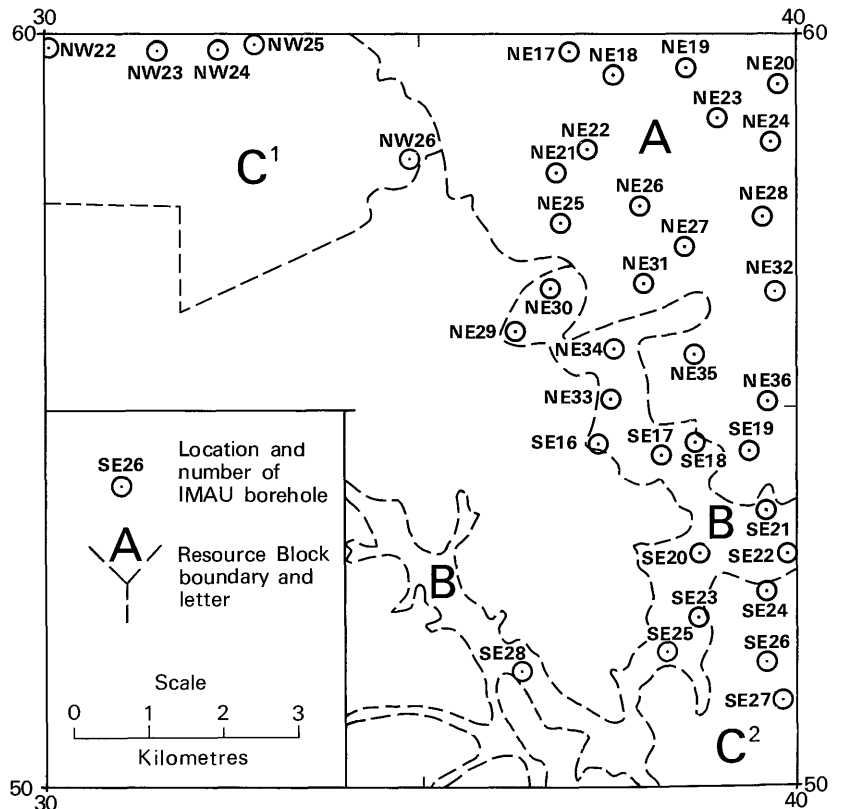 30
40
60
60
NW22
NW23
NW24
NW25
NE17
NE18
NE19
NE20
NE23
NE24
A
C1
NW26
NE22
NE21
NE25
NE26
NE28
NE27
NE31
NE32
NE30
NE29
NE34
NE35
NE33
NE36
SE16
SE17
SE18
SE19
SE26
Location and
number of
IMAU borehole
A
Resource Block
boundary and
letter
Scale
0 1 2 3
Kilometres
B
SE21
SE20
SE22
B
SE23
SE24
SE25
SE26
SE28
SE27
C2
50
50
30
40